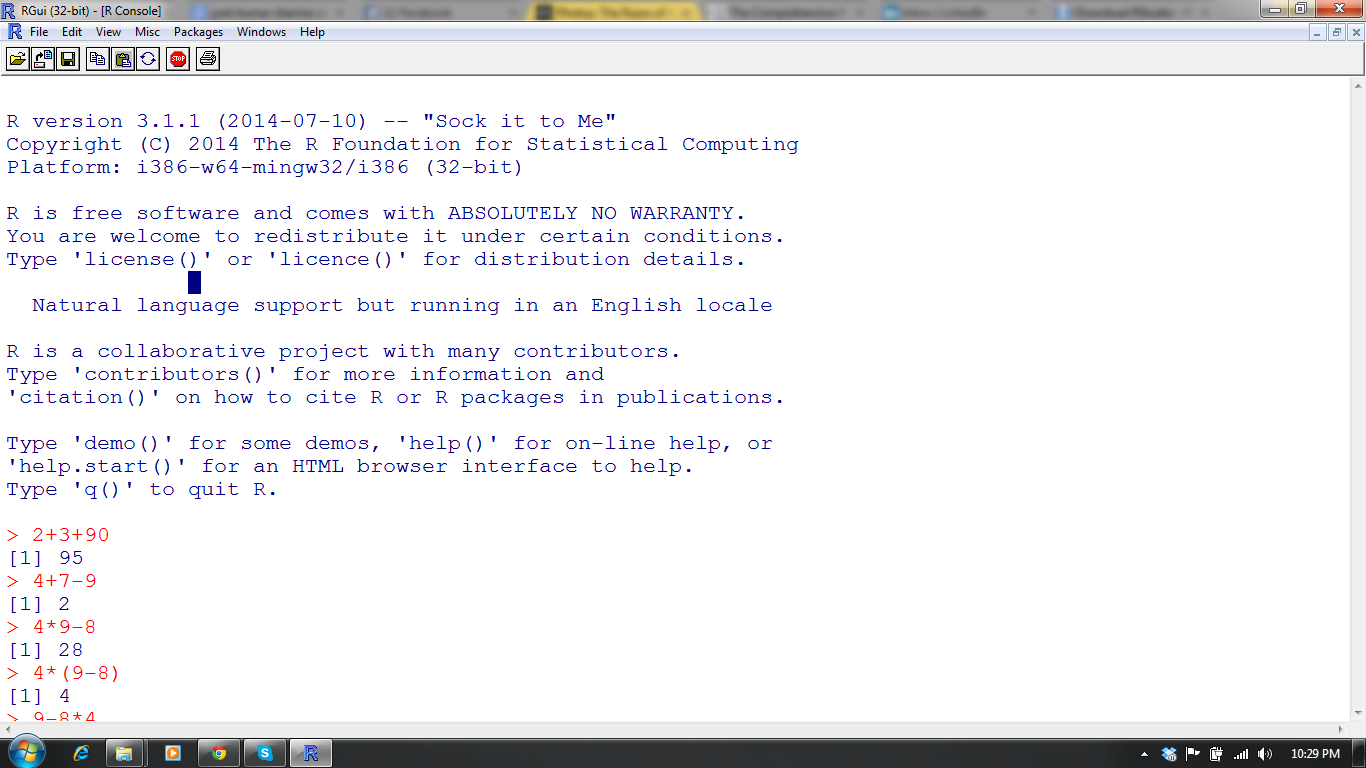 RGui (32-bit) - [R Console]
File Edit View Misc Packages Windows Help
STOP
R version 3.1.1 (2014-07-10) -- "Sock it to Me"
Copyright (C) 2014 The R Foundation for Statistical Computing
Platform: i386-w64-mingw32/i386 (32-bit)
R is free software and comes with ABSOLUTELY NO WARRANTY.
You are welcome to redistribute it under certain conditions.
Type 'license()' or 'licence()' for distribution details.
Natural language support but running in an English locale
R is a collaborative project with many contributors.
Type 'contributors()' for more information and
'citation()' on how to cite R or R packages in publications.
Type 'demo()' for some demos, 'help()' for on-line help, or
'help.start()' for an HTML browser interface to help.
Type 'q()' to quit R.
> 2+3+90
[1] 95
> 4+7-9
[1] 2
> 4*9-8
[1] 28
> 4*(9-8)
[1] 4
> 9-8*4
10:29 PM